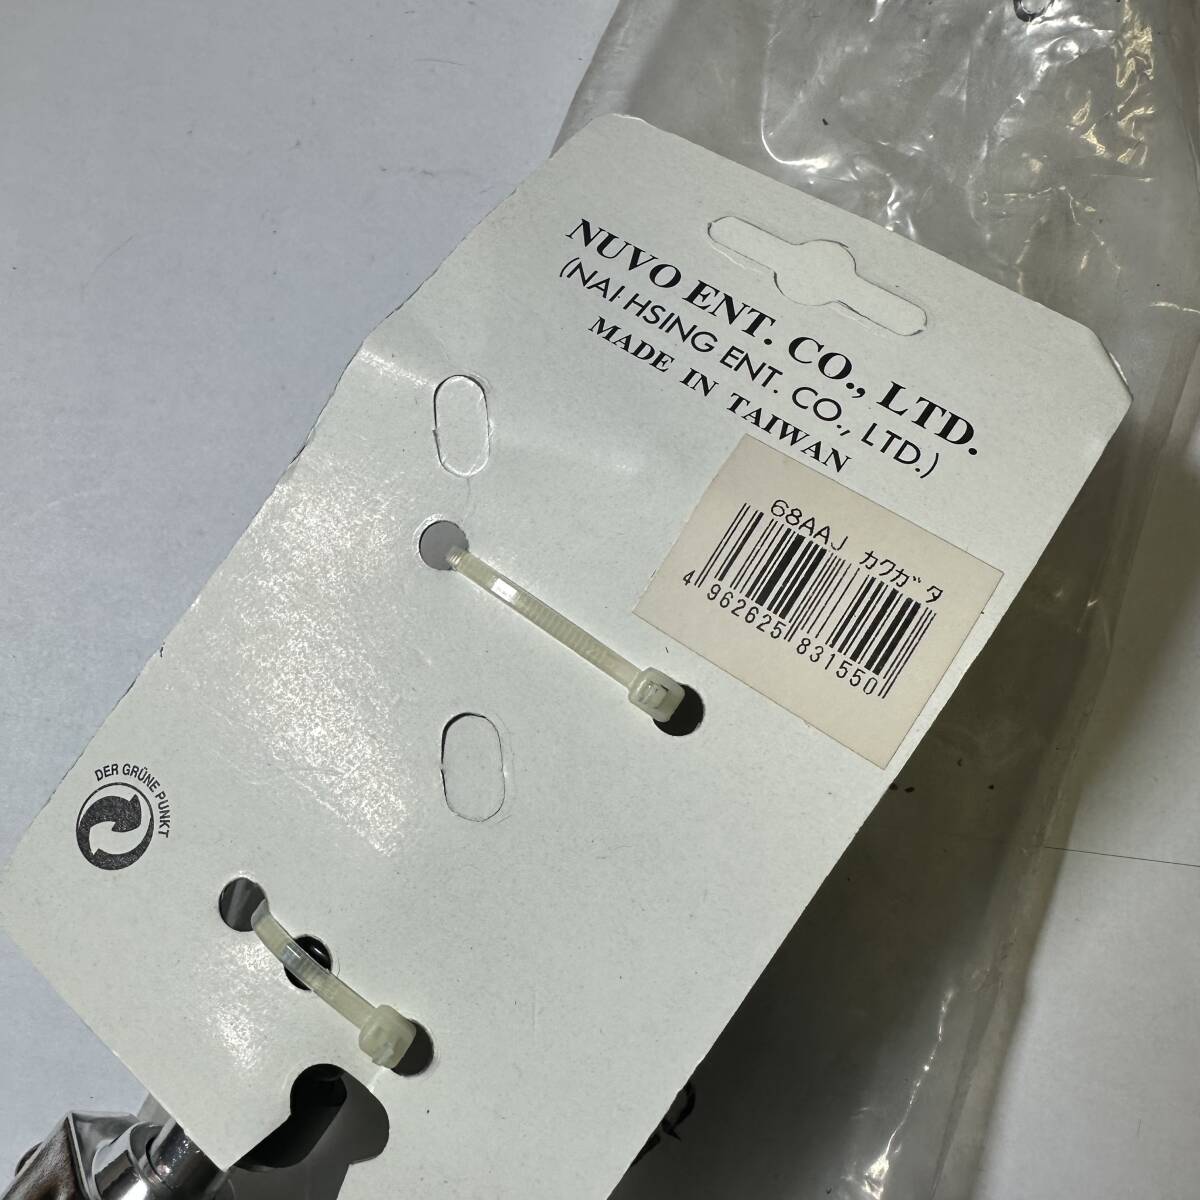 NUVO ENT. CO., LTD.
(NAI HSING ENT. CO., LTD.)
MADE IN TAIWAN
68AAJ カクガタ
4 962625 831550
DER GRÜNE PUNKT